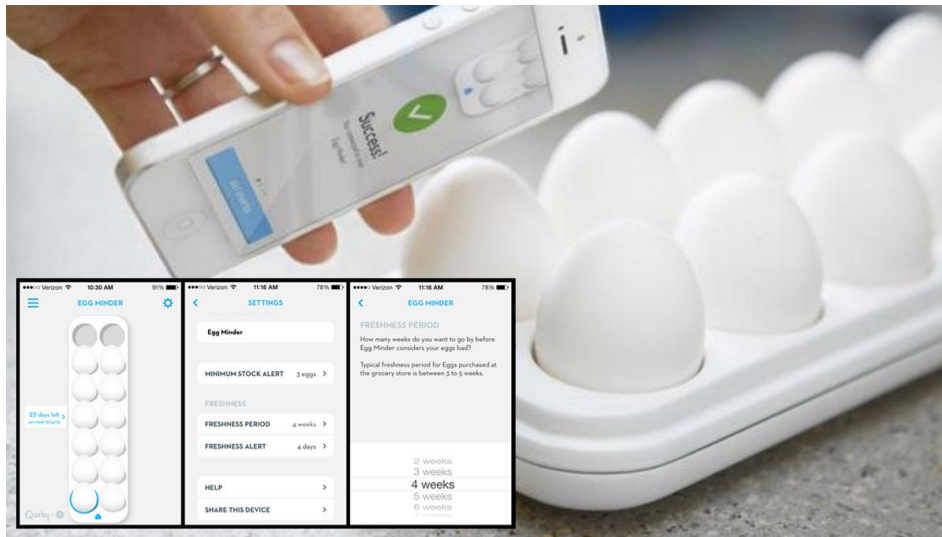 Success!
Egg Minder
●●●○○ Verizon 10:30 AM 91%
EGG MINDER
27 days left >
Quirky +
●●●○○ Verizon 11:16 AM 78%
< SETTINGS
Egg Minder
MINIMUM STOCK ALERT 3 eggs >
FRESHNESS
FRESHNESS PERIOD 4 weeks >
FRESHNESS ALERT 4 days >
HELP >
SHARE THIS DEVICE >
●●●○○ Verizon 11:16 AM 78%
< EGG MINDER
FRESHNESS PERIOD
How many weeks do you want to go by before
Egg Minder considers your eggs bad?
Typical freshness period for Eggs purchased at
the grocery store is between 3 to 5 weeks.
2 weeks
3 weeks
4 weeks
5 weeks
6 weeks